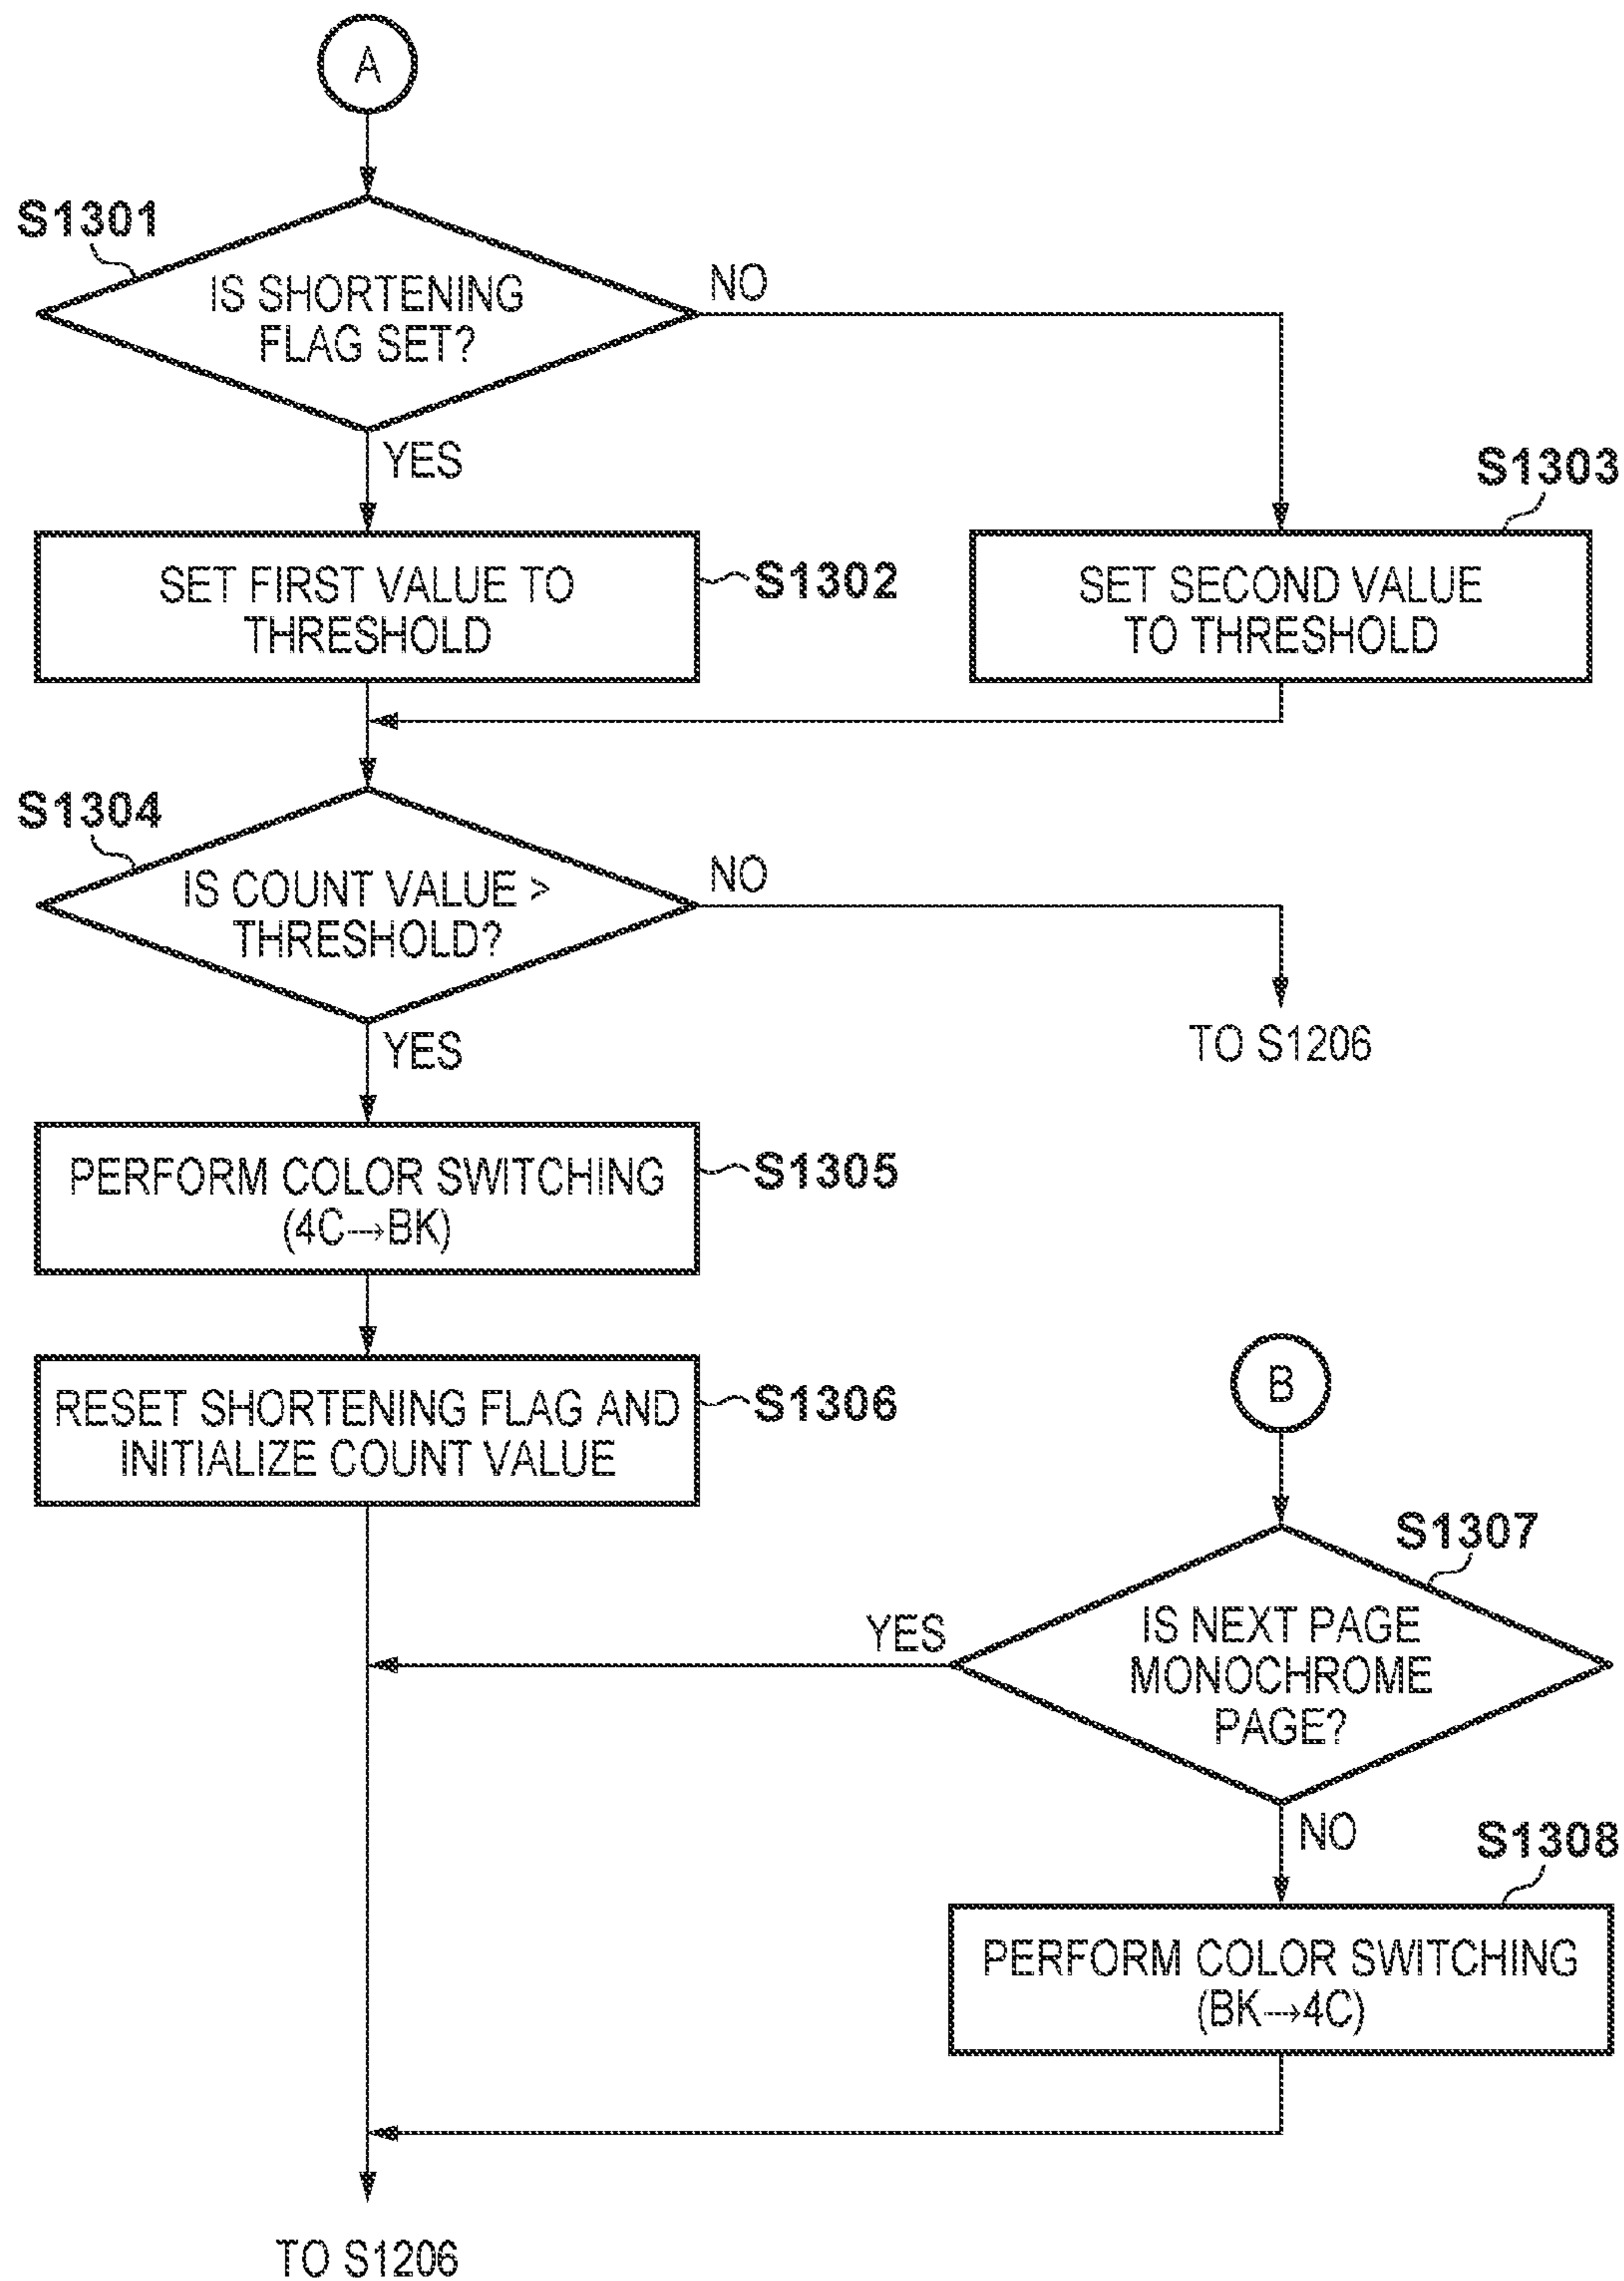 A
S1301
IS SHORTENING
FLAG SET?
NO
YES
S1303
SET FIRST VALUE TO
THRESHOLD
S1302
SET SECOND VALUE
TO THRESHOLD
S1304
IS COUNT VALUE >
THRESHOLD?
NO
TO S1206
YES
PERFORM COLOR SWITCHING
(4C→BK)
S1305
RESET SHORTENING FLAG AND
INITIALIZE COUNT VALUE
S1306
B
S1307
IS NEXT PAGE
MONOCHROME
PAGE?
YES
NO
S1308
PERFORM COLOR SWITCHING
(BK→4C)
TO S1206